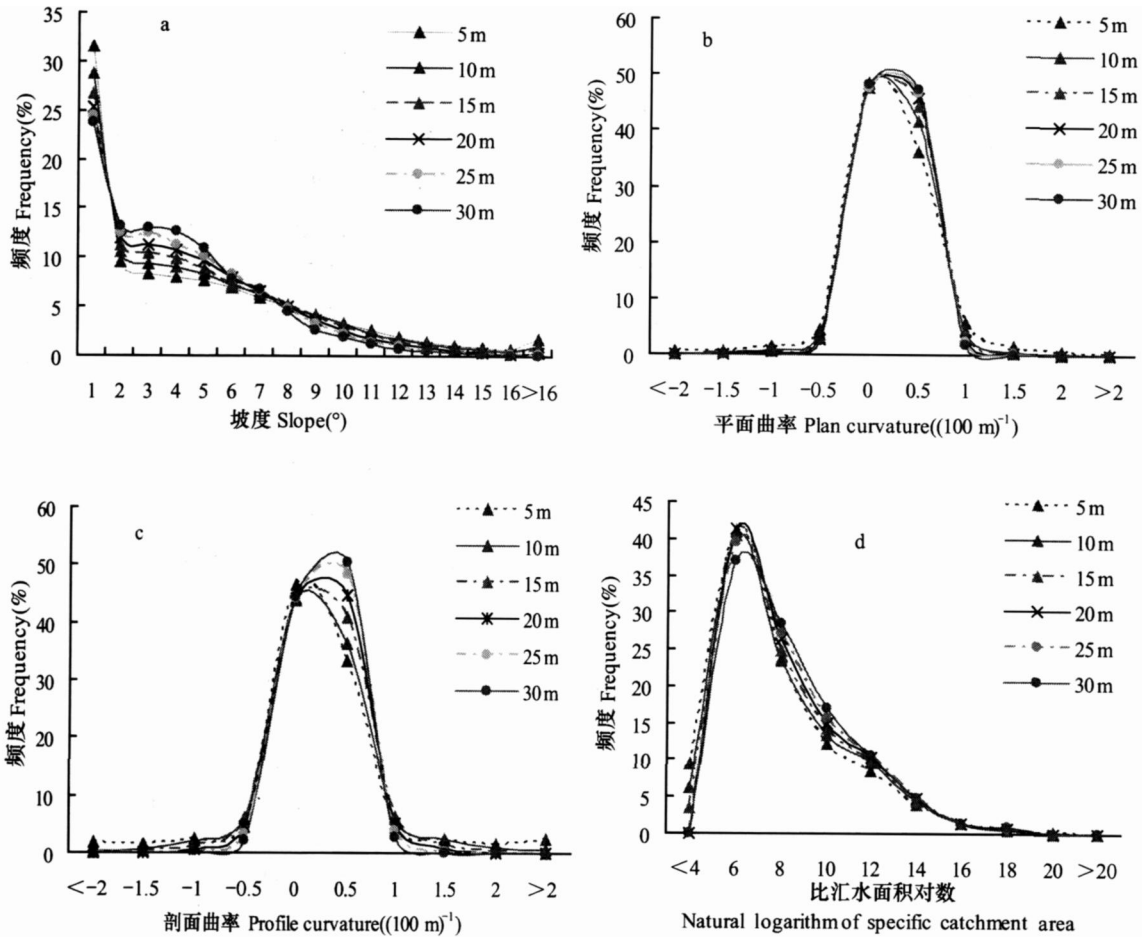 a
35
30
25
20
15
10
5
0
频度 Frequency(%)
1 2 3 4 5 6 7 8 9 10 11 12 13 14 15 16 >16
坡度 Slope(°)
5 m
10 m
15 m
20 m
25 m
30 m
b
60
50
40
30
20
10
0
频度 Frequency(%)
<-2 -1.5 -1 -0.5 0 0.5 1 1.5 2 >2
平面曲率 Plan curvature((100 m)⁻¹)
5 m
10 m
15 m
20 m
25 m
30 m
c
60
50
40
30
20
10
0
频度 Frequency(%)
<-2 -1.5 -1 -0.5 0 0.5 1 1.5 2 >2
剖面曲率 Profile curvature((100 m)⁻¹)
5 m
10 m
15 m
20 m
25 m
30 m
d
45
40
35
30
25
20
15
10
5
0
频度 Frequency(%)
<4 6 8 10 12 14 16 18 20 >20
比汇水面积对数
Natural logarithm of specific catchment area
5 m
10 m
15 m
20 m
25 m
30 m